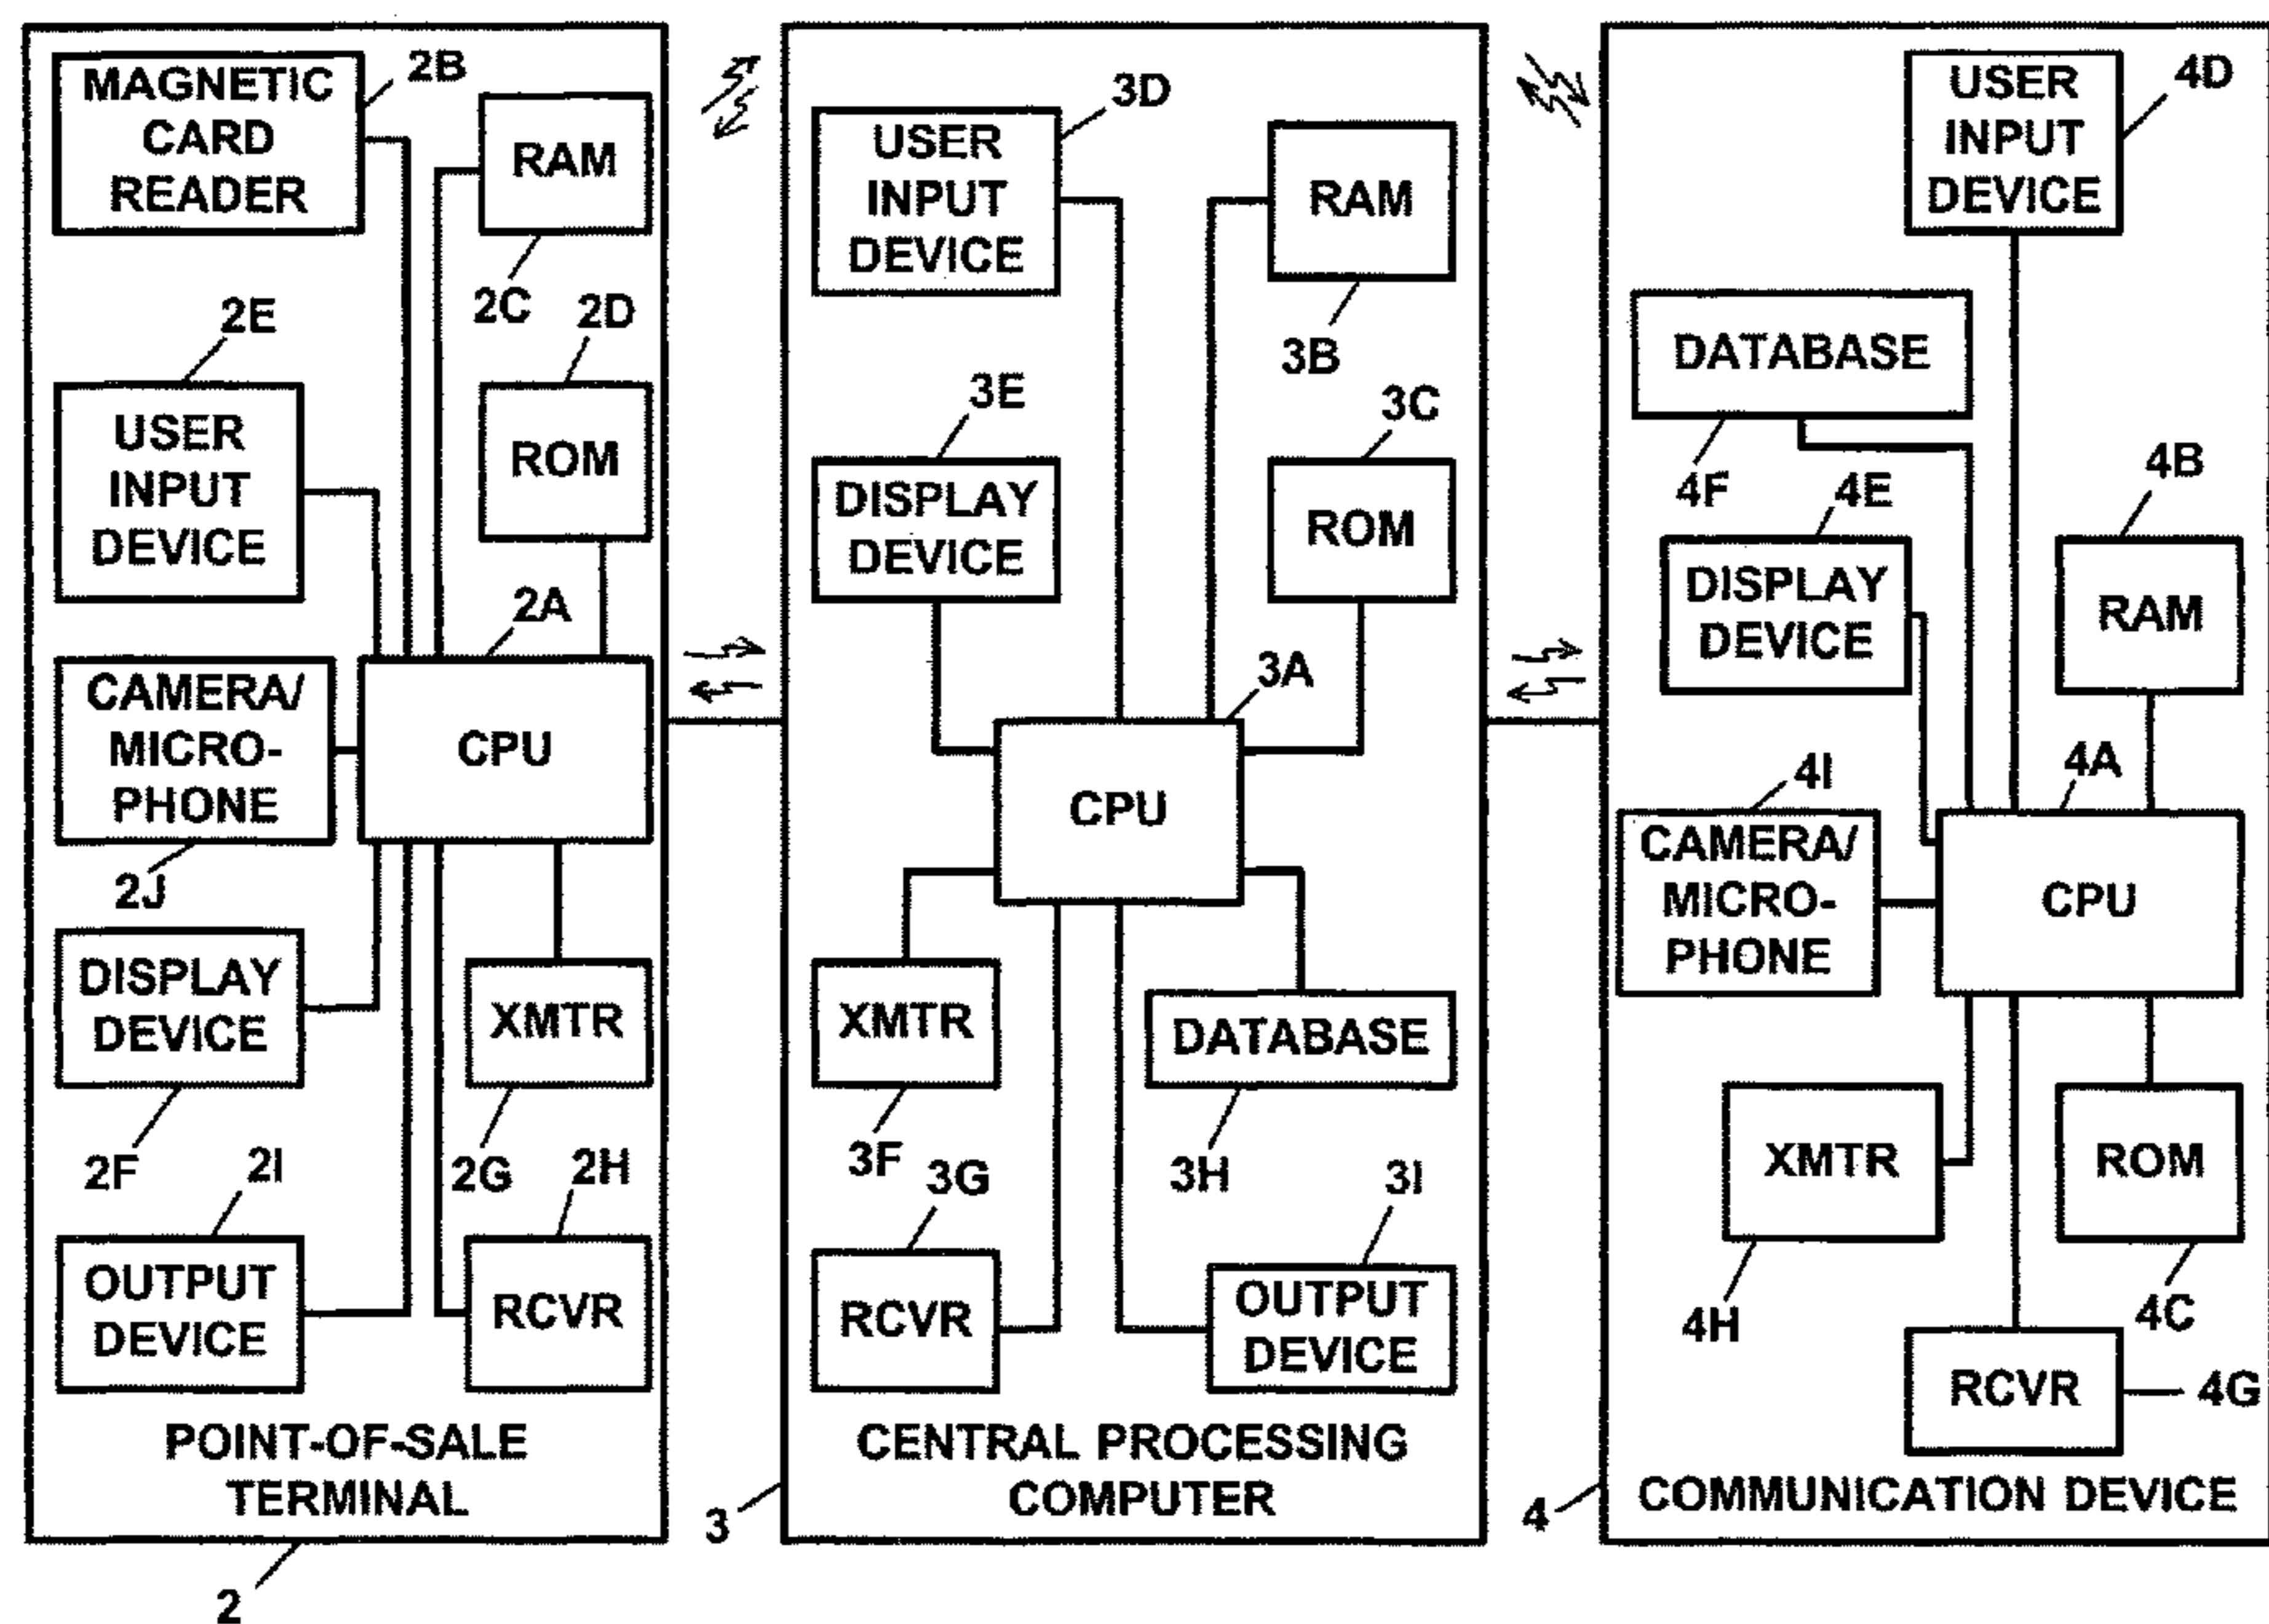 MAGNETIC
CARD
READER
2B
RAM
2C
2E
USER
INPUT
DEVICE
2D
ROM
2A
CAMERA/
MICRO-
PHONE
2J
CPU
DISPLAY
DEVICE
2F
XMTR
2G
2I
OUTPUT
DEVICE
2H
RCVR
POINT-OF-SALE
TERMINAL
2
USER
INPUT
DEVICE
3D
RAM
3B
3E
DISPLAY
DEVICE
3C
ROM
3A
CPU
XMTR
3F
DATABASE
3H
3G
RCVR
3I
OUTPUT
DEVICE
CENTRAL PROCESSING
COMPUTER
3
USER
INPUT
DEVICE
4D
DATABASE
4F
4E
DISPLAY
DEVICE
4B
RAM
4I
CAMERA/
MICRO-
PHONE
4A
CPU
XMTR
4H
ROM
4C
RCVR
4G
COMMUNICATION DEVICE
4